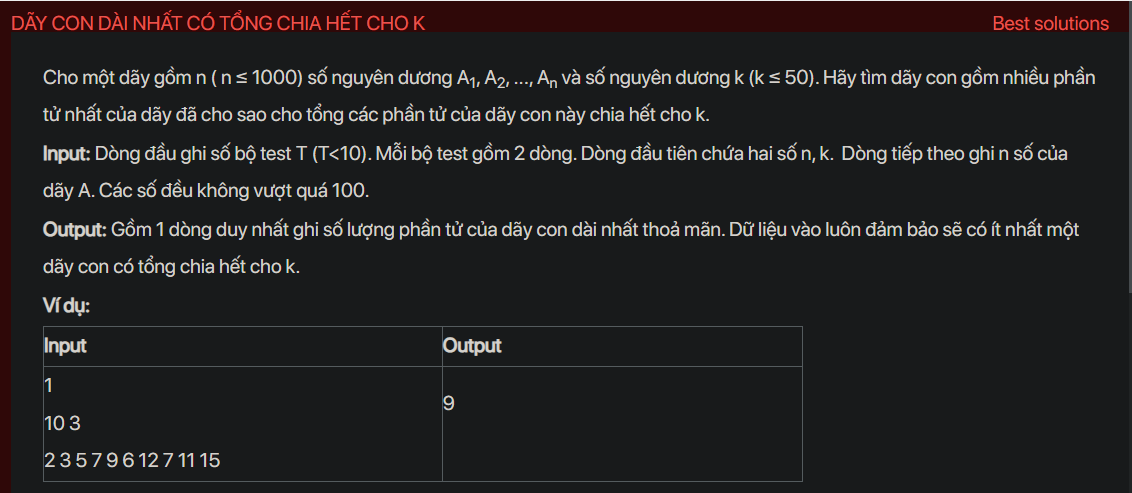 DÃY CON DÀI NHẤT CÓ TỔNG CHIA HẾT CHO K Best solutions
Cho một dãy gồm n ( n ≤ 1000) số nguyên dương A1, A2, ..., An và số nguyên dương k (k ≤ 50). Hãy tìm dãy con gồm nhiều phần
tử nhất của dãy đã cho sao cho tổng các phần tử của dãy con này chia hết cho k.
Input: Dòng đầu ghi số bộ test T (T<10). Mỗi bộ test gồm 2 dòng. Dòng đầu tiên chứa hai số n, k. Dòng tiếp theo ghi n số của
dãy A. Các số đều không vượt quá 100.
Output: Gồm 1 dòng duy nhất ghi số lượng phần tử của dãy con dài nhất thoả mãn. Dữ liệu vào luôn đảm bảo sẽ có ít nhất một
dãy con có tổng chia hết cho k.
Ví dụ:
Input Output
1
10 3
2 3 5 7 9 6 12 7 11 15
9